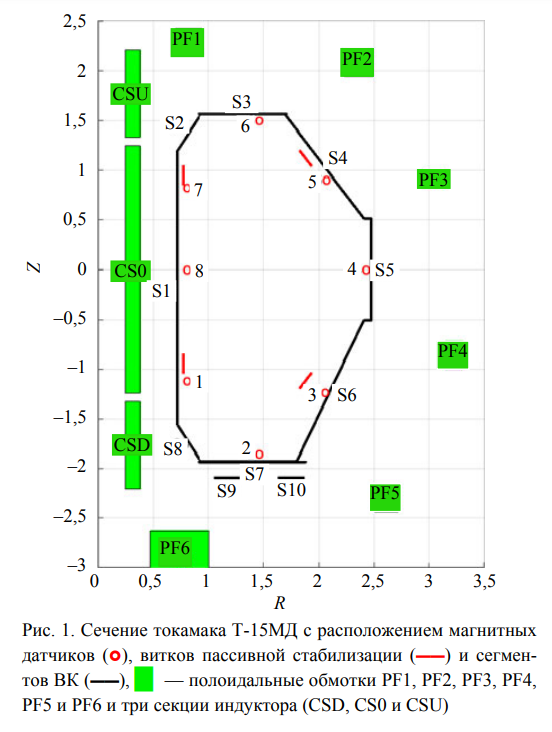 2,5
PF1
PF2
2
CSU
S3
1,5
S2
6
S4
1
5
PF3
7
0,5
Z
0
CS0
8
4
S5
S1
–0,5
PF4
–1
1
3
S6
–1,5
CSD
S8
2
–2
S7
S9
S10
PF5
–2,5
PF6
–3
0
0,5
1
1,5
2
2,5
3
3,5
R
Рис. 1. Сечение токамака Т-15МД с расположением магнитных
датчиков (o), витков пассивной стабилизации (——) и сегмен-
тов ВК (——), — полоидальные обмотки PF1, PF2, PF3, PF4,
PF5 и PF6 и три секции индуктора (CSD, CS0 и CSU)